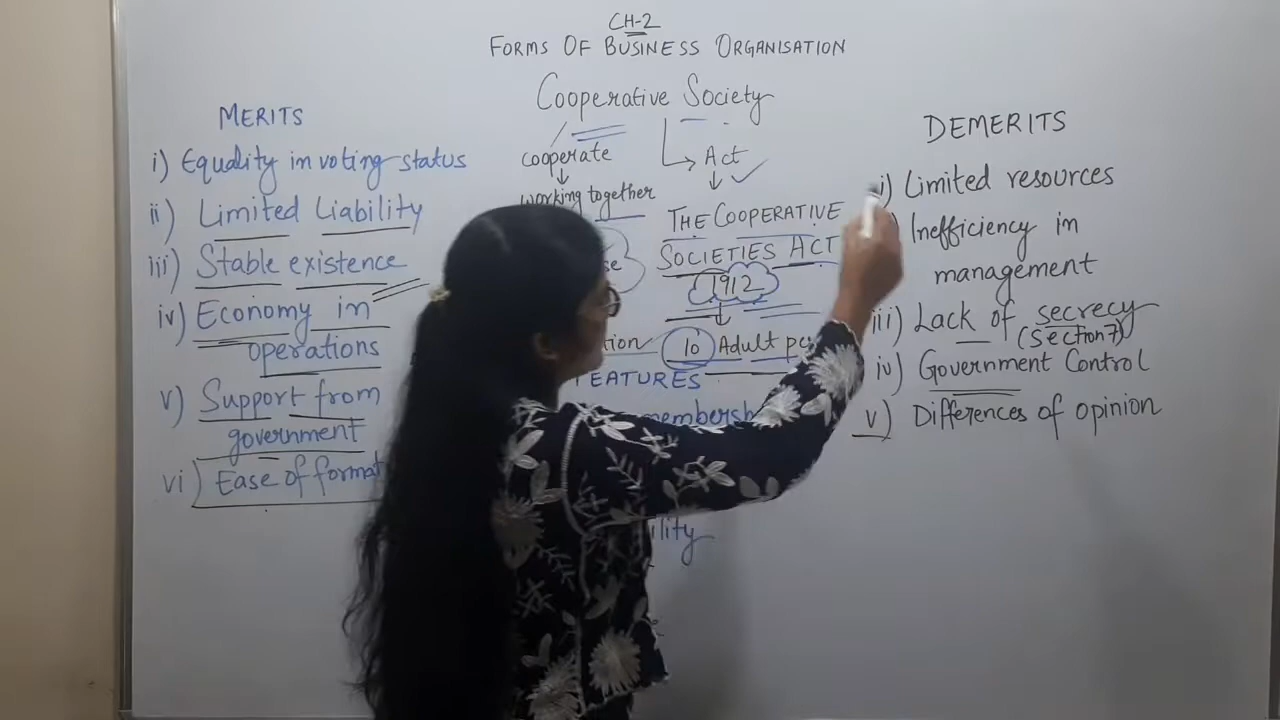 CH-2
FORMS OF BUSINESS ORGANISATION
Cooperative Society
MERITS
i) Equality in voting status
ii) Limited Liability
iii) Stable existence
iv) Economy in
operations
v) Support from
government
vi) Ease of
cooperate
working together
Act
THE COOPERATIVE
SOCIETIES ACT
1912
10 Adult
FEATURES
DEMERITS
i) Limited resources
Inefficiency in
management
iii) Lack of secrecy
(Section 7)
iv) Government Control
v) Differences of opinion